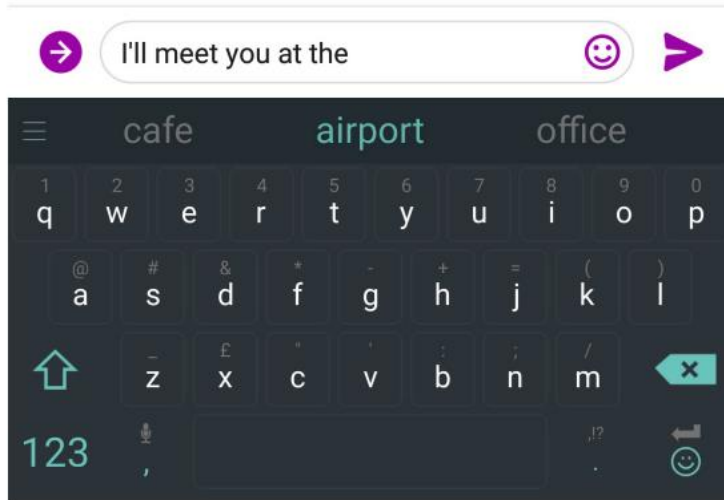 I'll meet you at the
cafe airport office
1 2 3 4 5 6 7 8 9 0
q w e r t y u i o p
@ # & * - + = ( )
a s d f g h j k l
_ £ " ' : ; /
z x c v b n m
,!?
123 , .